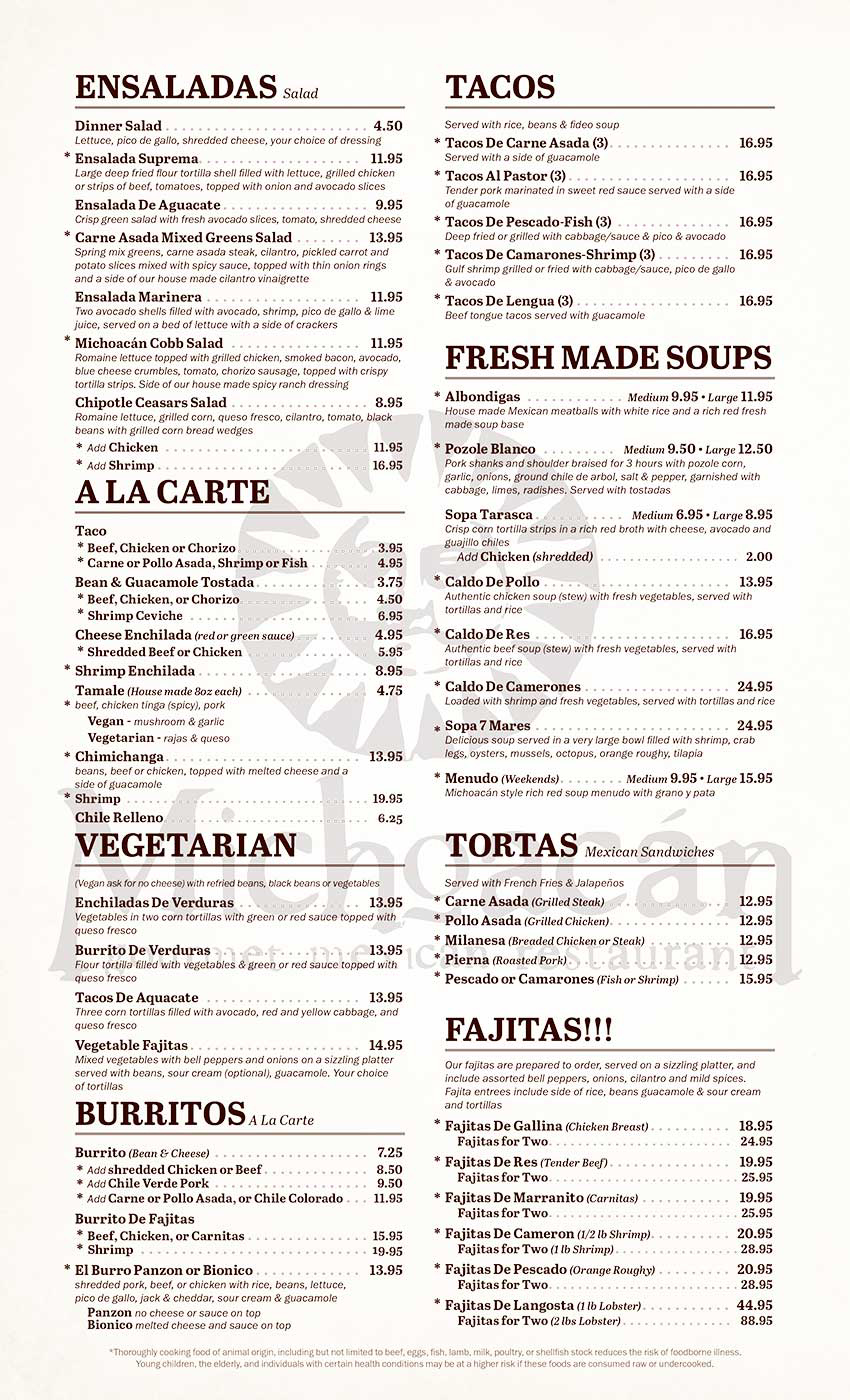 ENSALADAS Salad
Dinner Salad 4.50
Lettuce, pico de gallo, shredded cheese, your choice of dressing
* Ensalada Suprema 11.95
Large deep fried flour tortilla shell filled with lettuce, grilled chicken
or strips of beef, tomatoes, topped with onion and avocado slices
Ensalada De Aguacate 9.95
Crisp green salad with fresh avocado slices, tomato, shredded cheese
* Carne Asada Mixed Greens Salad 13.95
Spring mix greens, carne asada steak, cilantro, pickled carrot and
potato slices mixed with spicy sauce, topped with thin onion rings
and a side of our house made cilantro vinaigrette
Ensalada Marinera 11.95
Two avocado shells filled with avocado, shrimp, pico de gallo & lime
juice, served on a bed of lettuce with a side of crackers
* Michoacán Cobb Salad 11.95
Romaine lettuce topped with grilled chicken, smoked bacon, avocado,
blue cheese crumbles, tomato, chorizo sausage, topped with crispy
tortilla strips. Side of our house made spicy ranch dressing
Chipotle Ceasars Salad 8.95
Romaine lettuce, grilled corn, queso fresco, cilantro, tomato, black
beans with grilled corn bread wedges
* Add Chicken 11.95
* Add Shrimp 16.95
A LA CARTE
Taco
* Beef, Chicken or Chorizo 3.95
* Carne or Pollo Asada, Shrimp or Fish 4.95
Bean & Guacamole Tostada 3.75
* Beef, Chicken, or Chorizo 4.50
* Shrimp Ceviche 6.95
Cheese Enchilada (red or green sauce) 4.95
* Shredded Beef or Chicken 5.95
* Shrimp Enchilada 8.95
Tamale (House made 8oz each) 4.75
* beef, chicken tinga (spicy), pork
Vegan - mushroom & garlic
Vegetarian - rajas & queso
* Chimichanga 13.95
beans, beef or chicken, topped with melted cheese and a
side of guacamole
* Shrimp 19.95
Chile Relleno 6.25
VEGETARIAN
(Vegan ask for no cheese) with refried beans, black beans or vegetables
Enchiladas De Verduras 13.95
Vegetables in two corn tortillas with green or red sauce topped with
queso fresco
Burrito De Verduras 13.95
Flour tortilla filled with vegetables & green or red sauce topped with
queso fresco
Tacos De Aquacate 13.95
Three corn tortillas filled with avocado, red and yellow cabbage, and
queso fresco
Vegetable Fajitas 14.95
Mixed vegetables with bell peppers and onions on a sizzling platter
served with beans, sour cream (optional), guacamole. Your choice
of tortillas
BURRITOS A La Carte
Burrito (Bean & Cheese) 7.25
* Add shredded Chicken or Beef 8.50
* Add Chile Verde Pork 9.50
* Add Carne or Pollo Asada, or Chile Colorado 11.95
Burrito De Fajitas
* Beef, Chicken, or Carnitas 15.95
* Shrimp 19.95
* El Burro Panzon or Bionico 13.95
shredded pork, beef, or chicken with rice, beans, lettuce,
pico de gallo, jack & cheddar, sour cream & guacamole
Panzon no cheese or sauce on top
Bionico melted cheese and sauce on top
TACOS
Served with rice, beans & fideo soup
* Tacos De Carne Asada (3) 16.95
Served with a side of guacamole
* Tacos Al Pastor (3) 16.95
Tender pork marinated in sweet red sauce served with a side
of guacamole
* Tacos De Pescado-Fish (3) 16.95
Deep fried or grilled with cabbage/sauce & pico & avocado
* Tacos De Camarones-Shrimp (3) 16.95
Gulf shrimp grilled or fried with cabbage/sauce, pico de gallo
& avocado
* Tacos De Lengua (3) 16.95
Beef tongue tacos served with guacamole
FRESH MADE SOUPS
* Albondigas Medium 9.95 • Large 11.95
House made Mexican meatballs with white rice and a rich red fresh
made soup base
* Pozole Blanco Medium 9.50 • Large 12.50
Pork shanks and shoulder braised for 3 hours with pozole corn,
garlic, onions, ground chile de arbol, salt & pepper, garnished with
cabbage, limes, radishes. Served with tostadas
Sopa Tarasca Medium 6.95 • Large 8.95
Crisp corn tortilla strips in a rich red broth with cheese, avocado and
guajillo chiles
Add Chicken (shredded) 2.00
* Caldo De Pollo 13.95
Authentic chicken soup (stew) with fresh vegetables, served with
tortillas and rice
* Caldo De Res 16.95
Authentic beef soup (stew) with fresh vegetables, served with
tortillas and rice
* Caldo De Camerones 24.95
Loaded with shrimp and fresh vegetables, served with tortillas and rice
* Sopa 7 Mares 24.95
Delicious soup served in a very large bowl filled with shrimp, crab
legs, oysters, mussels, octopus, orange roughy, tilapia
* Menudo (Weekends) Medium 9.95 • Large 15.95
Michoacán style rich red soup menudo with grano y pata
TORTAS Mexican Sandwiches
Served with French Fries & Jalapeños
* Carne Asada (Grilled Steak) 12.95
* Pollo Asada (Grilled Chicken) 12.95
* Milanesa (Breaded Chicken or Steak) 12.95
* Pierna (Roasted Pork) 12.95
* Pescado or Camarones (Fish or Shrimp) 15.95
FAJITAS!!!
Our fajitas are prepared to order, served on a sizzling platter, and
include assorted bell peppers, onions, cilantro and mild spices.
Fajita entrees include side of rice, beans guacamole & sour cream
and tortillas
* Fajitas De Gallina (Chicken Breast) 18.95
Fajitas for Two 24.95
* Fajitas De Res (Tender Beef) 19.95
Fajitas for Two 25.95
* Fajitas De Marranito (Carnitas) 19.95
Fajitas for Two 25.95
* Fajitas De Cameron (1/2 lb Shrimp) 20.95
Fajitas for Two (1 lb Shrimp) 28.95
* Fajitas De Pescado (Orange Roughy) 20.95
Fajitas for Two 28.95
* Fajitas De Langosta (1 lb Lobster) 44.95
Fajitas for Two (2 lbs Lobster) 88.95
Michoacán
gourmet mexican restaurant
*Thoroughly cooking food of animal origin, including but not limited to beef, eggs, fish, lamb, milk, poultry, or shellfish stock reduces the risk of foodborne illness.
Young children, the elderly, and individuals with certain health conditions may be at a higher risk if these foods are consumed raw or undercooked.